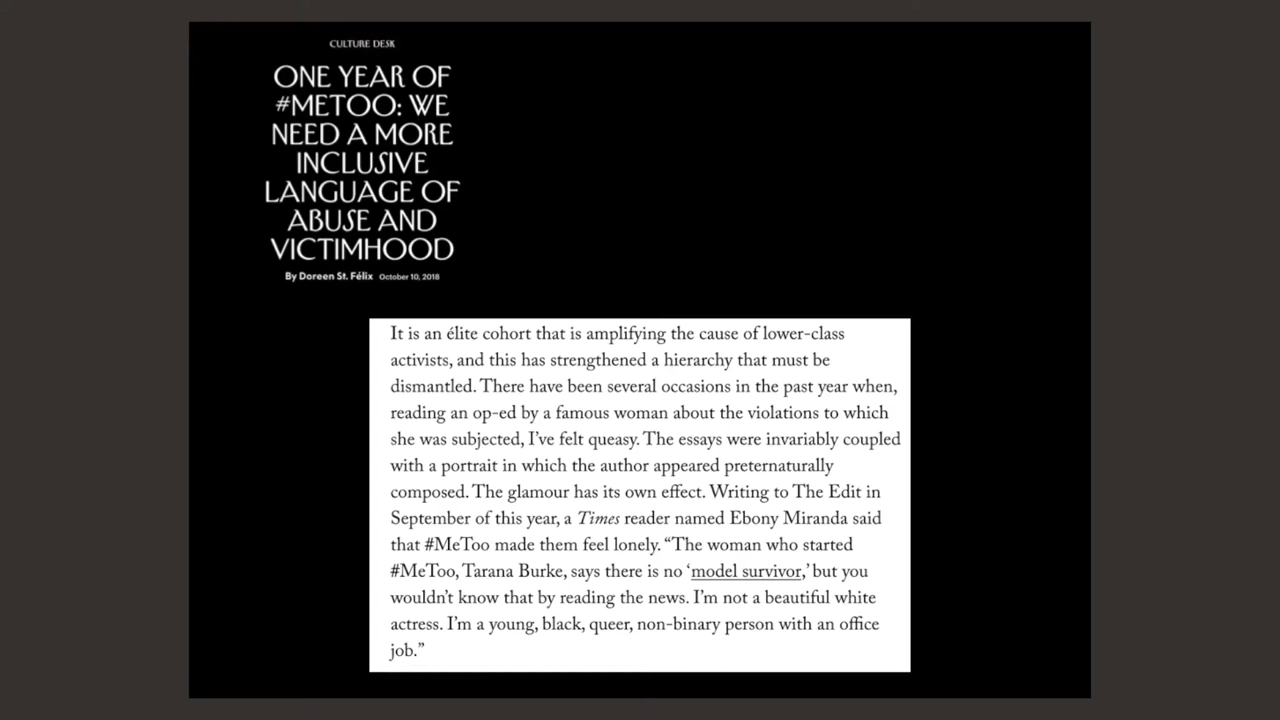 CULTURE DESK
ONE YEAR OF
#METOO: WE
NEED A MORE
INCLUSIVE
LANGUAGE OF
ABUSE AND
VICTIMHOOD
By Doreen St. Félix October 10, 2018
It is an élite cohort that is amplifying the cause of lower-class
activists, and this has strengthened a hierarchy that must be
dismantled. There have been several occasions in the past year when,
reading an op-ed by a famous woman about the violations to which
she was subjected, I’ve felt queasy. The essays were invariably coupled
with a portrait in which the author appeared preternaturally
composed. The glamour has its own effect. Writing to The Edit in
September of this year, a Times reader named Ebony Miranda said
that #MeToo made them feel lonely. “The woman who started
#MeToo, Tarana Burke, says there is no ‘model survivor,’ but you
wouldn’t know that by reading the news. I’m not a beautiful white
actress. I’m a young, black, queer, non-binary person with an office
job.”